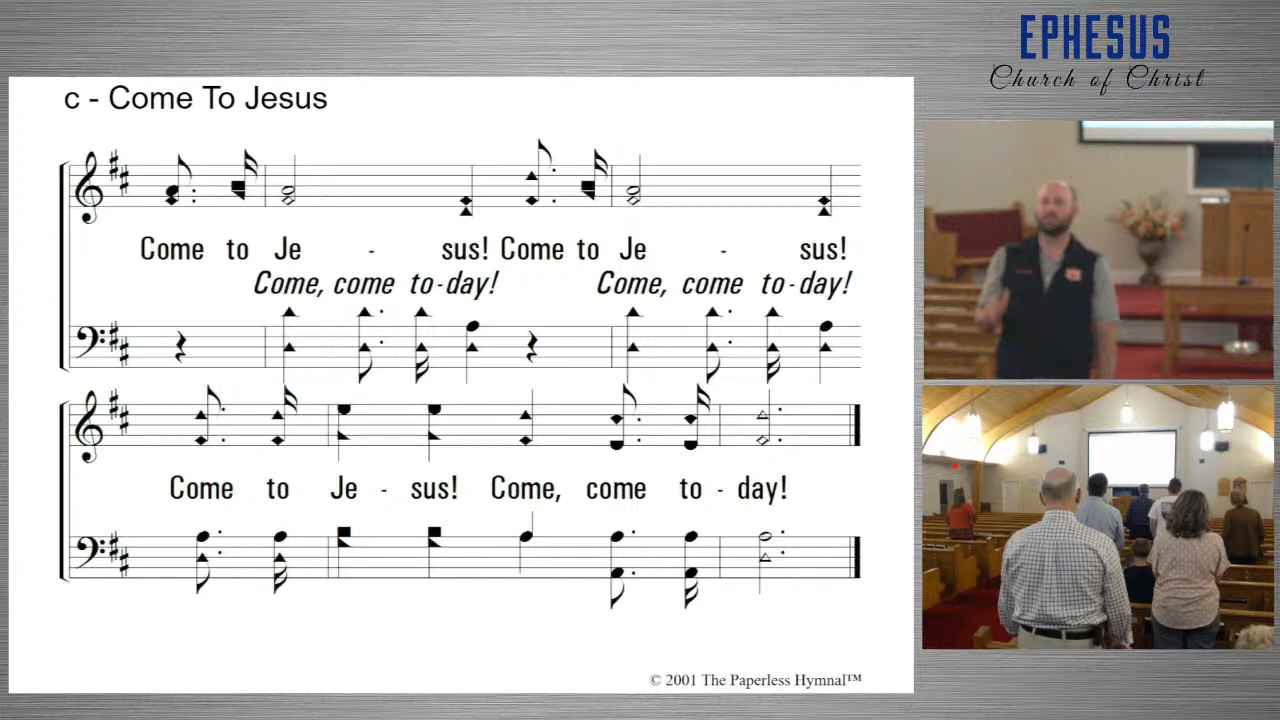 EPHESUS
Church of Christ
c - Come To Jesus
Come to Je - sus! Come to Je - sus!
Come, come to-day! Come, come to-day!
Come to Je - sus! Come, come to - day!
© 2001 The Paperless Hymnal™